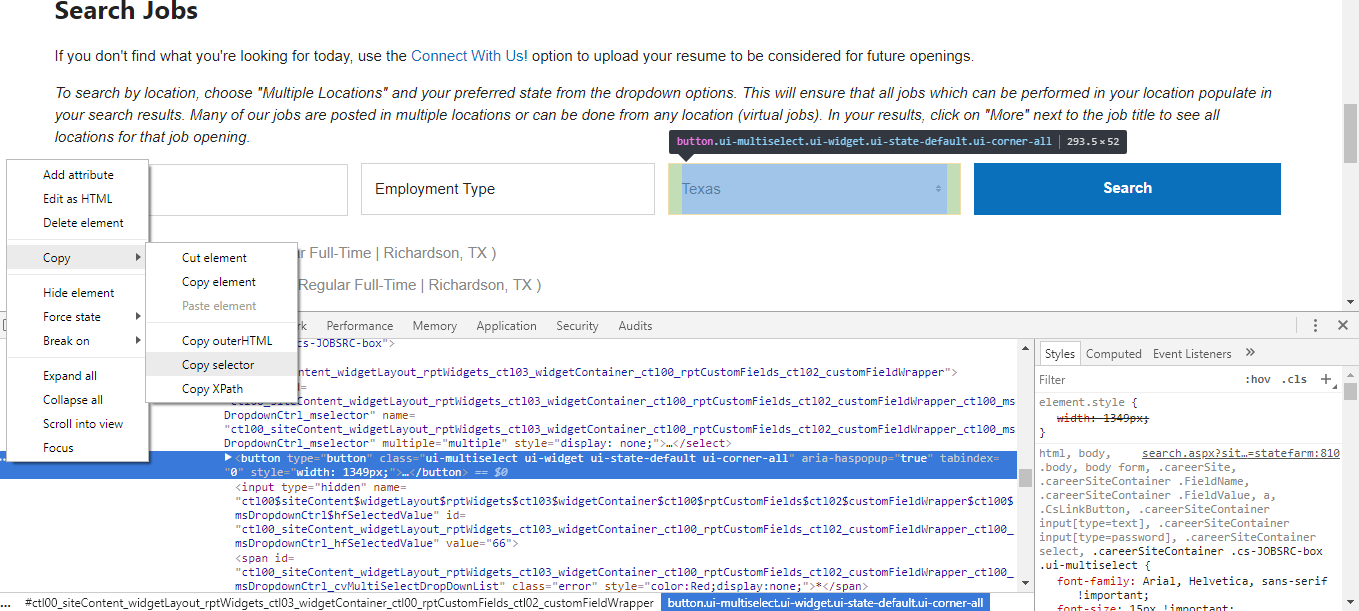 Search Jobs
If you don't find what you're looking for today, use the Connect With Us! option to upload your resume to be considered for future openings.
To search by location, choose "Multiple Locations" and your preferred state from the dropdown options. This will ensure that all jobs which can be performed in your location populate in
your search results. Many of our jobs are posted in multiple locations or can be done from any location (virtual jobs). In your results, click on "More" next to the job title to see all
locations for that job opening.
button.ui-multiselect.ui-widget.ui-state-default.ui-corner-all | 293.5 × 52
Employment Type
Texas
Search
Full-Time | Richardson, TX )
Regular Full-Time | Richardson, TX )
Add attribute
Edit as HTML
Delete element
Copy
Hide element
Force state
Break on
Expand all
Collapse all
Scroll into view
Focus
Cut element
Copy element
Paste element
Copy outerHTML
Copy selector
Copy XPath
Performance Memory Application Security Audits
cs-JOBSRC-box">
content_widgetLayout_rptWidgets_ctl03_widgetContainer_ctl00_rptCustomFields_ctl02_customFieldWrapper">
"ctl00_siteContent_widgetLayout_rptWidgets_ctl03_widgetContainer_ctl00_rptCustomFields_ctl02_customFieldWrapper_ctl00_ms
DropdownCtrl_mselector" name=
"ctl00_siteContent_widgetLayout_rptWidgets_ctl03_widgetContainer_ctl00_rptCustomFields_ctl02_customFieldWrapper_ctl00_ms
DropdownCtrl_mselector" multiple="multiple" style="display: none;">…</select>
<button type="button" class="ui-multiselect ui-widget ui-state-default ui-corner-all" aria-haspopup="true" tabindex=
"0" style="width: 1349px;">…</button> == $0
<input type="hidden" name=
"ctl00$siteContent$widgetLayout$rptWidgets$ctl03$widgetContainer$ctl00$rptCustomFields$ctl02$customFieldWrapper$ctl00$
msDropdownCtrl$hfSelectedValue" id=
"ctl00_siteContent_widgetLayout_rptWidgets_ctl03_widgetContainer_ctl00_rptCustomFields_ctl02_customFieldWrapper_ctl00_
msDropdownCtrl_hfSelectedValue" value="66">
<span id=
"ctl00_siteContent_widgetLayout_rptWidgets_ctl03_widgetContainer_ctl00_rptCustomFields_ctl02_customFieldWrapper_ctl00_
msDropdownCtrl_cvMultiSelectDropDownList" class="error" style="color:Red;display:none;">*</span>
... #ctl00_siteContent_widgetLayout_rptWidgets_ctl03_widgetContainer_ctl00_rptCustomFields_ctl02_customFieldWrapper button.ui-multiselect.ui-widget.ui-state-default.ui-corner-all
Styles Computed Event Listeners »
Filter :hov .cls +
element.style {
width: 1349px;
}
html, body, search.aspx?sit…=statefarm:810
.body, body form, .careerSite,
.careerSiteContainer .FieldName,
.careerSiteContainer .FieldValue, a,
.CsLinkButton, .careerSiteContainer
input[type=text], .careerSiteContainer
input[type=password], .careerSiteContainer
select, .careerSiteContainer .cs-JOBSRC-box
.ui-multiselect {
font-family: Arial, Helvetica, sans-serif
!important;
font-size: 15px !important;